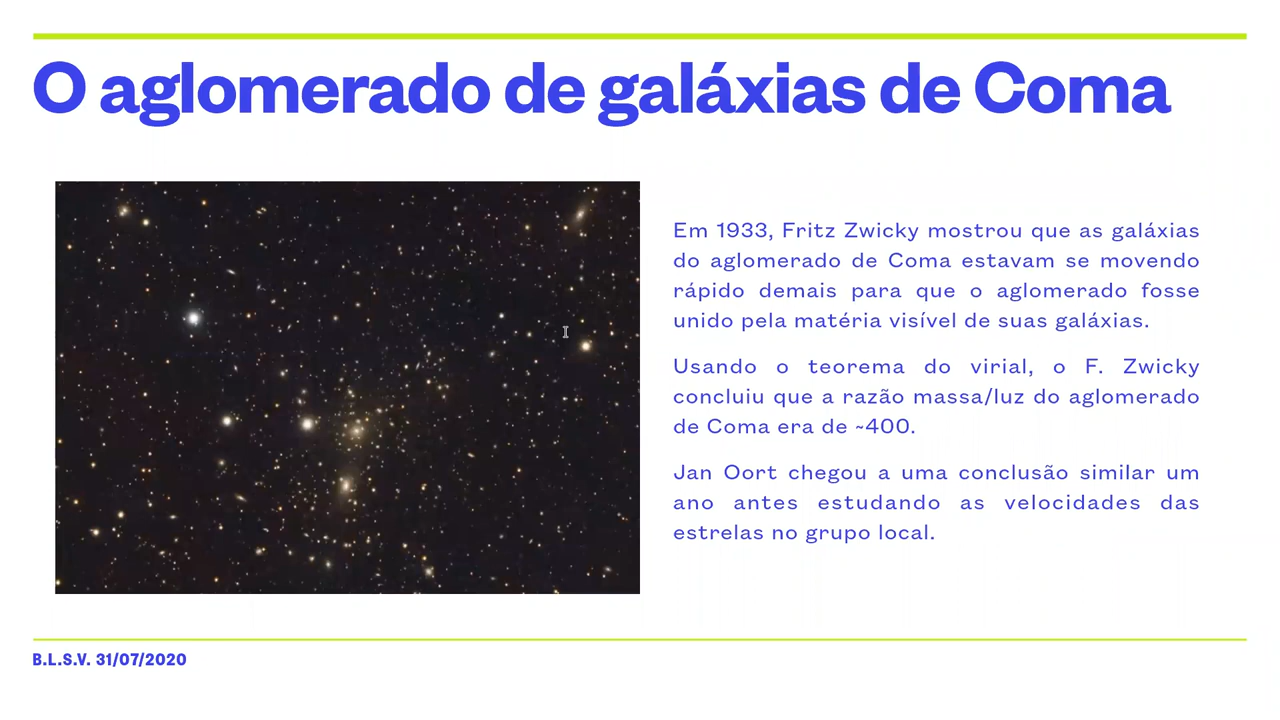 O aglomerado de galáxias de Coma
Em 1933, Fritz Zwicky mostrou que as galáxias
do aglomerado de Coma estavam se movendo
rápido demais para que o aglomerado fosse
unido pela matéria visível de suas galáxias.
Usando o teorema do virial, o F. Zwicky
concluiu que a razão massa/luz do aglomerado
de Coma era de ~400.
Jan Oort chegou a uma conclusão similar um
ano antes estudando as velocidades das
estrelas no grupo local.
B.L.S.V. 31/07/2020